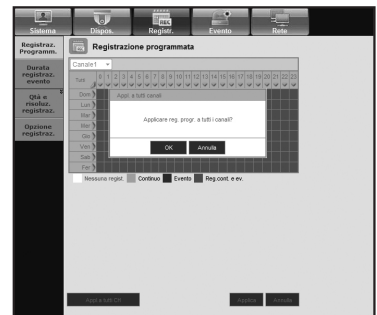 Sistema Dispos. Registr. Evento Rete
REC
Registraz. Programm.
Durata registraz. evento
Qtà e risoluz. registraz.
Opzione registraz.
Registrazione programmata
Canale1
Tutti 0 1 2 3 4 5 6 7 8 9 10 11 12 13 14 15 16 17 18 19 20 21 22 23
Dom
Lun
Mar
Mer
Gio
Ven
Sab
Fer
Appl. a tutti canali
Applicare reg. progr. a tutti i canali?
OK Annulla
Nessuna regist. Continuo Evento Reg.cont. e ev.
Appl a tutti CH Applica Annulla